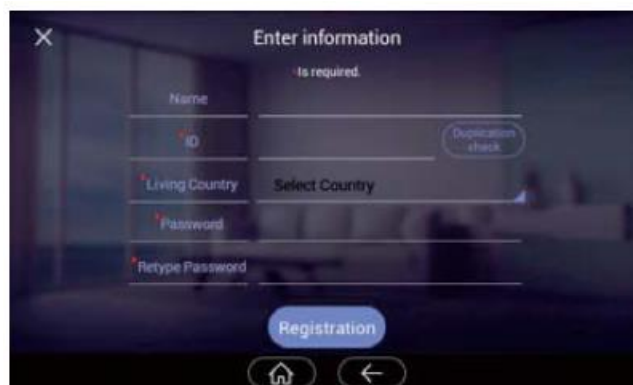 Enter information
*Is required.
Name
*ID
Duplication
check
*Living Country
Select Country
*Password
*Retype Password
Registration